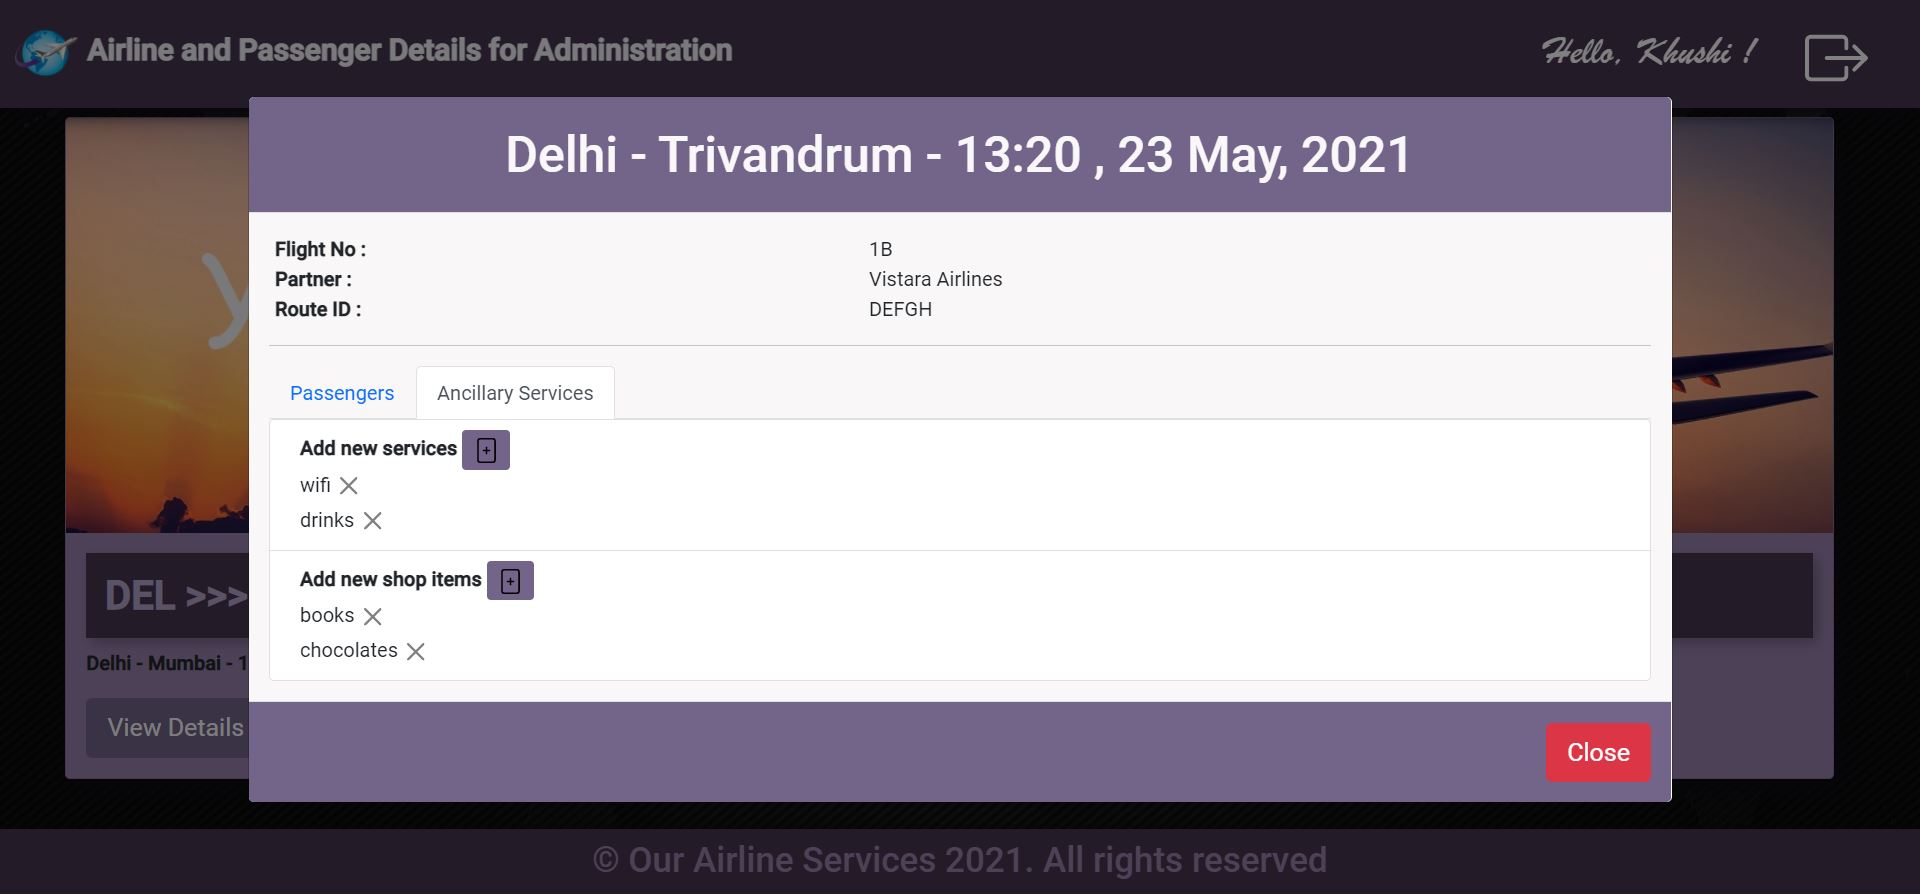 Airline and Passenger Details for Administration
Hello, Khushi !
Delhi - Trivandrum - 13:20 , 23 May, 2021
Flight No : 1B
Partner : Vistara Airlines
Route ID : DEFGH
Passengers Ancillary Services
Add new services
wifi
drinks
Add new shop items
books
chocolates
DEL >>>
Delhi - Mumbai - 1
View Details
Close
© Our Airline Services 2021. All rights reserved